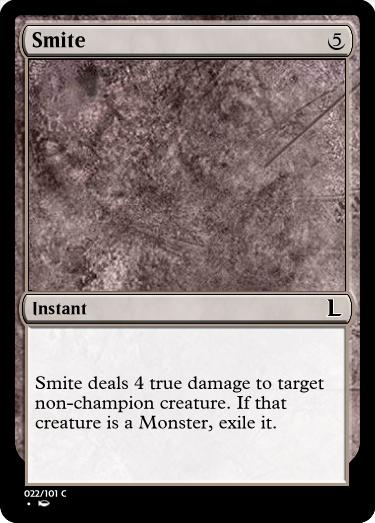 Smite 5
Instant L
Smite deals 4 true damage to target
non-champion creature. If that
creature is a Monster, exile it.
022/101 C